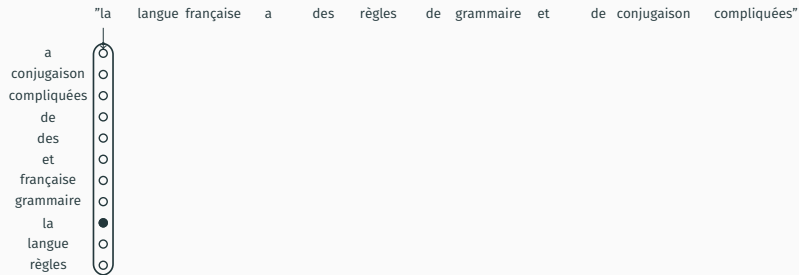 ”la langue française a des règles de grammaire et de conjugaison compliquées”
a
conjugaison
compliquées
de
des
et
française
grammaire
la
langue
règles